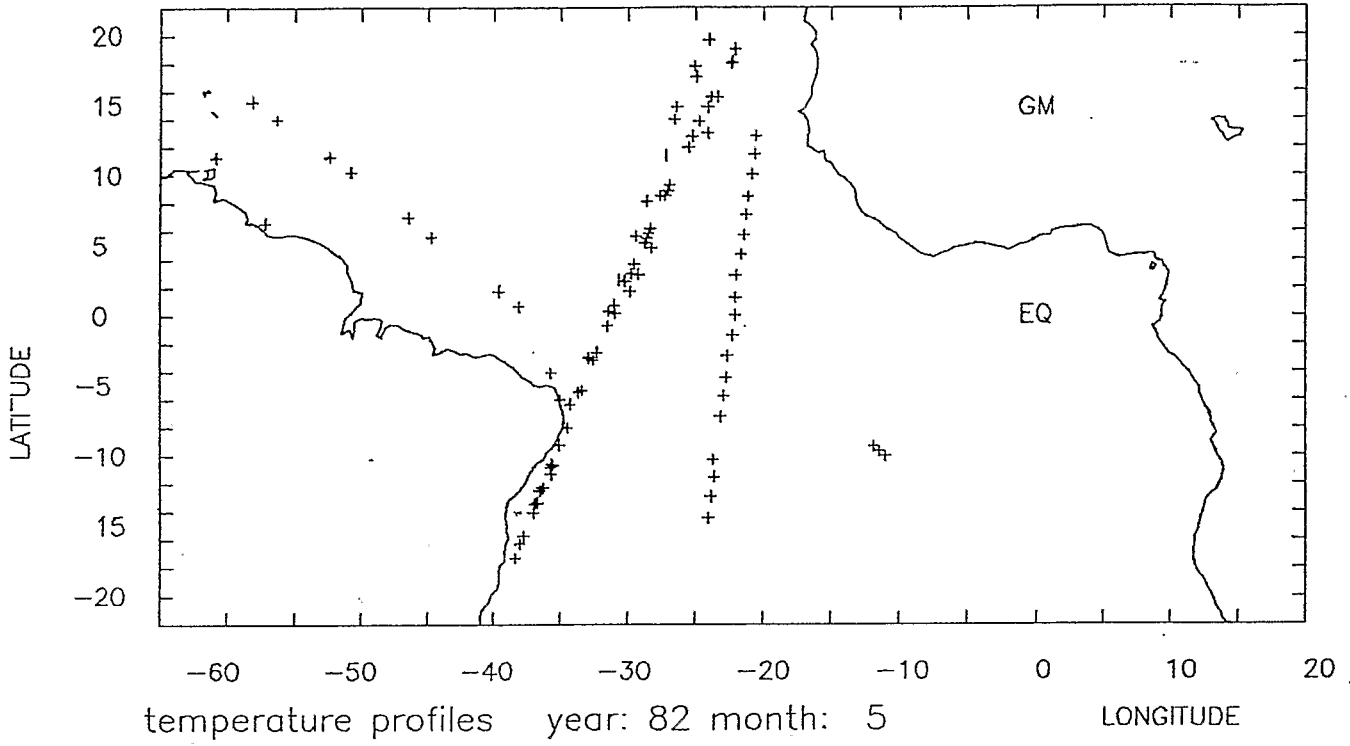 20
15
GM
10
5
0
EQ
LATITUDE
−5
−10
15
−20
−60 −50 −40 −30 −20 −10 0 10 20
temperature profiles year: 82 month: 5 LONGITUDE